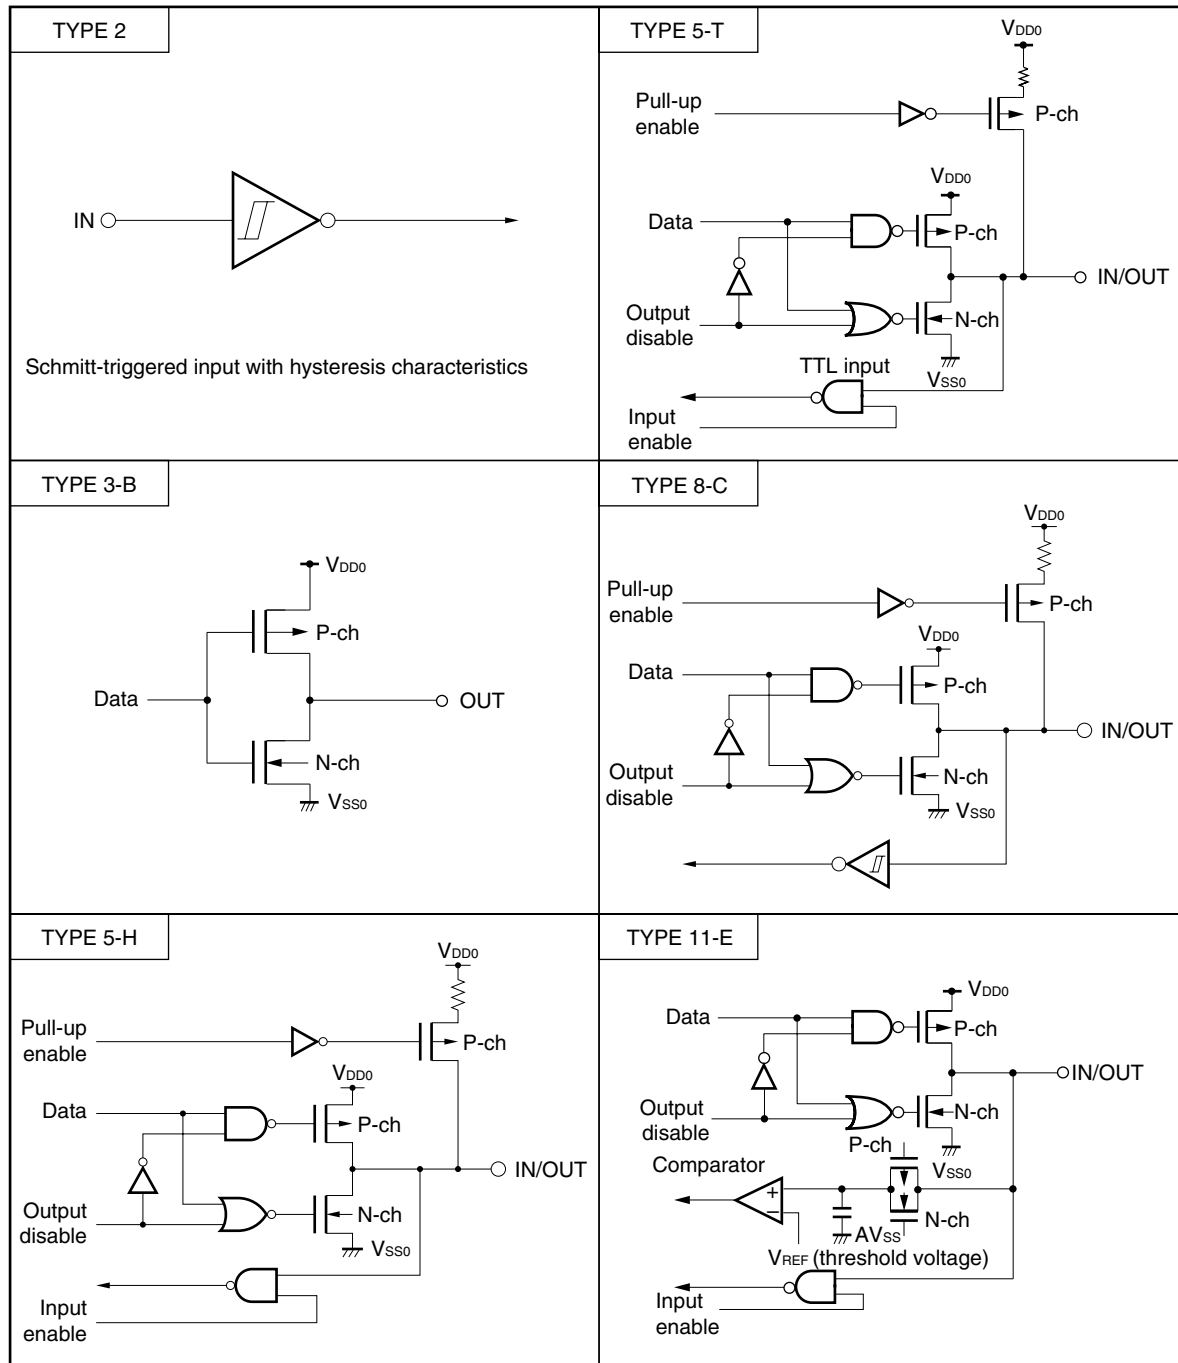 TYPE 2
IN
Schmitt-triggered input with hysteresis characteristics
TYPE 5-T
VDD0
Pull-up
enable
P-ch
VDD0
Data
P-ch
IN/OUT
Output
disable
N-ch
VSS0
TTL input
Input
enable
TYPE 3-B
VDD0
P-ch
Data
OUT
N-ch
VSS0
TYPE 8-C
VDD0
Pull-up
enable
P-ch
VDD0
Data
P-ch
IN/OUT
Output
disable
N-ch
VSS0
TYPE 5-H
VDD0
Pull-up
enable
P-ch
VDD0
Data
P-ch
IN/OUT
Output
disable
N-ch
VSS0
Input
enable
TYPE 11-E
VDD0
Data
P-ch
IN/OUT
Output
disable
N-ch
P-ch
VSS0
Comparator
+
−
N-ch
AVSS
VREF (threshold voltage)
Input
enable